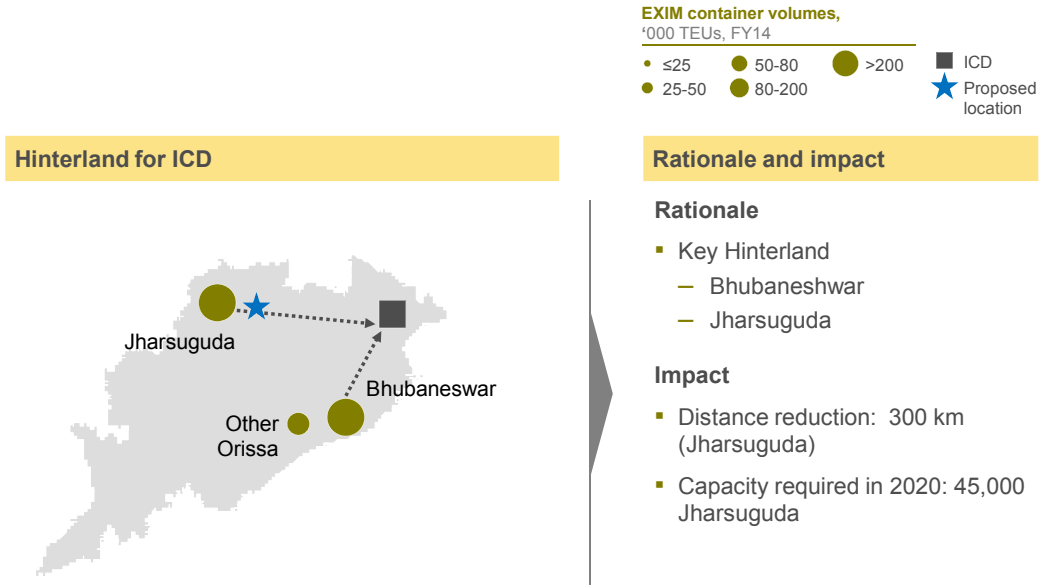 EXIM container volumes,
‘000 TEUs, FY14
≤25
50-80
>200
ICD
25-50
80-200
Proposed
location
Hinterland for ICD
Rationale and impact
Jharsuguda
Bhubaneswar
Other
Orissa
Rationale
▪ Key Hinterland
– Bhubaneshwar
– Jharsuguda
Impact
▪ Distance reduction: 300 km
(Jharsuguda)
▪ Capacity required in 2020: 45,000
Jharsuguda